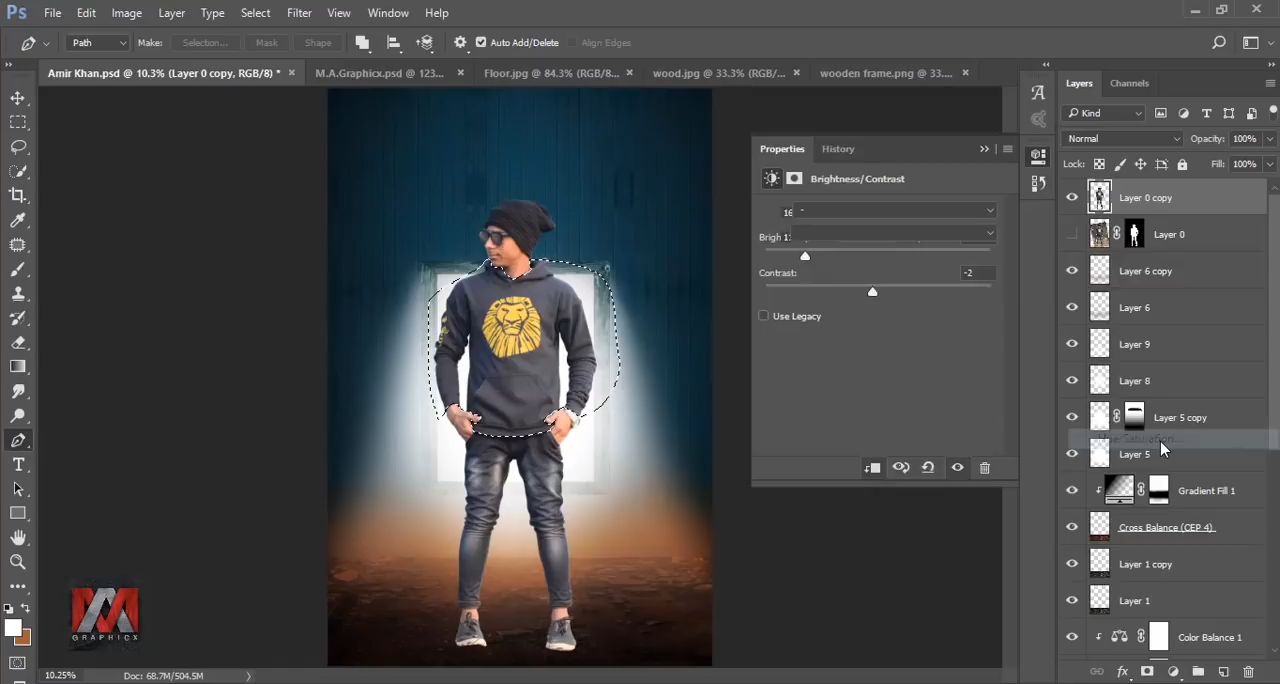 Ps File Edit Image Layer Type Select Filter 3D View Window Help
Path Make: Selection... Mask Shape Auto Add/Delete Align Edges
Amir Khan.psd @ 10.3% (Layer 0 copy, RGB/8) * × M.A.Graphicx.psd @ 123... × Floor.jpg @ 84.3% (RGB/8... × wood.jpg @ 33.3% (RGB/... × wooden frame.png @ 33.... ×
Layers Channels
Kind
Normal Opacity: 100%
Lock: Fill: 100%
Properties History
Brightness/Contrast
Contrast: -2
Use Legacy
Layer 0 copy
Layer 0
Layer 6 copy
Layer 6
Layer 9
Layer 8
Layer 5 copy
Hue/Saturation...
Layer 5
Gradient Fill 1
Cross Balance (CEP 4)
Layer 1 copy
Layer 1
Color Balance 1
GRAPHICX
10.25% Doc: 68.7M/504.5M